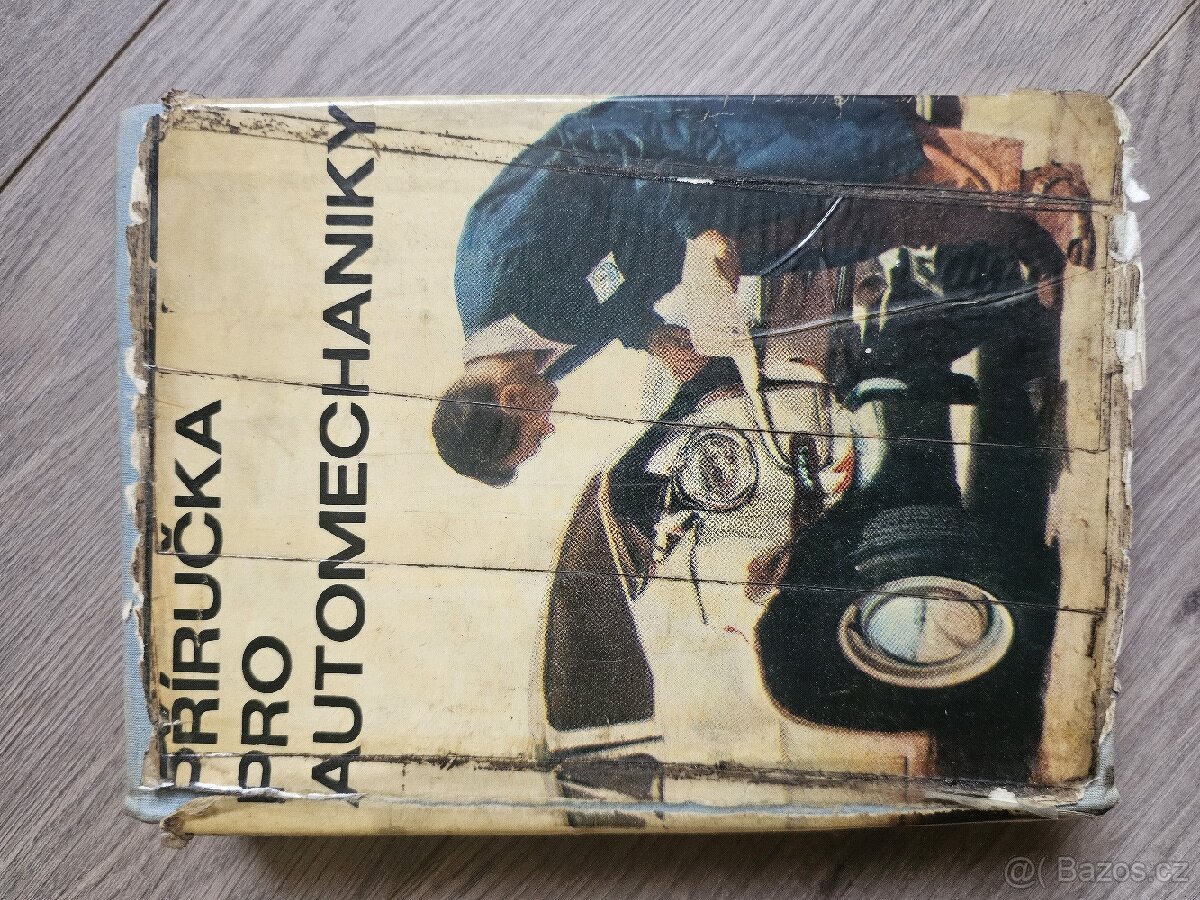 PŘÍRUČKA
PRO
AUTOMECHANIKY
@( Bazos.cz